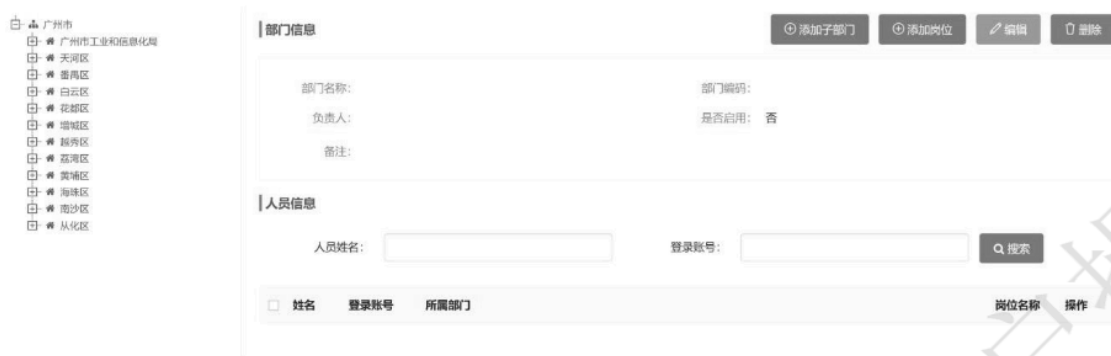 广州市
广州市工业和信息化局
天河区
番禺区
白云区
花都区
增城区
越秀区
荔湾区
黄埔区
海珠区
南沙区
从化区
部门信息
添加子部门 添加岗位 编辑 删除
部门名称: 部门编码:
负责人: 是否启用: 否
备注:
人员信息
人员姓名: 登录账号: 搜索
姓名 登录账号 所属部门 岗位名称 操作